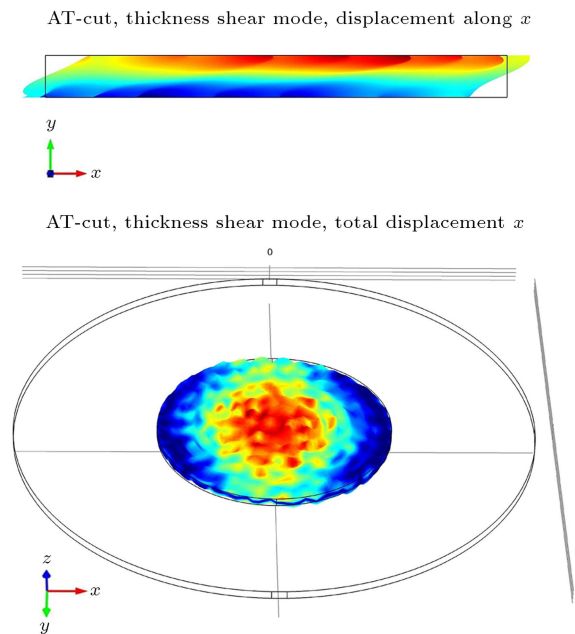 AT-cut, thickness shear mode, displacement along x
y
x
AT-cut, thickness shear mode, total displacement x
0
z
x
y